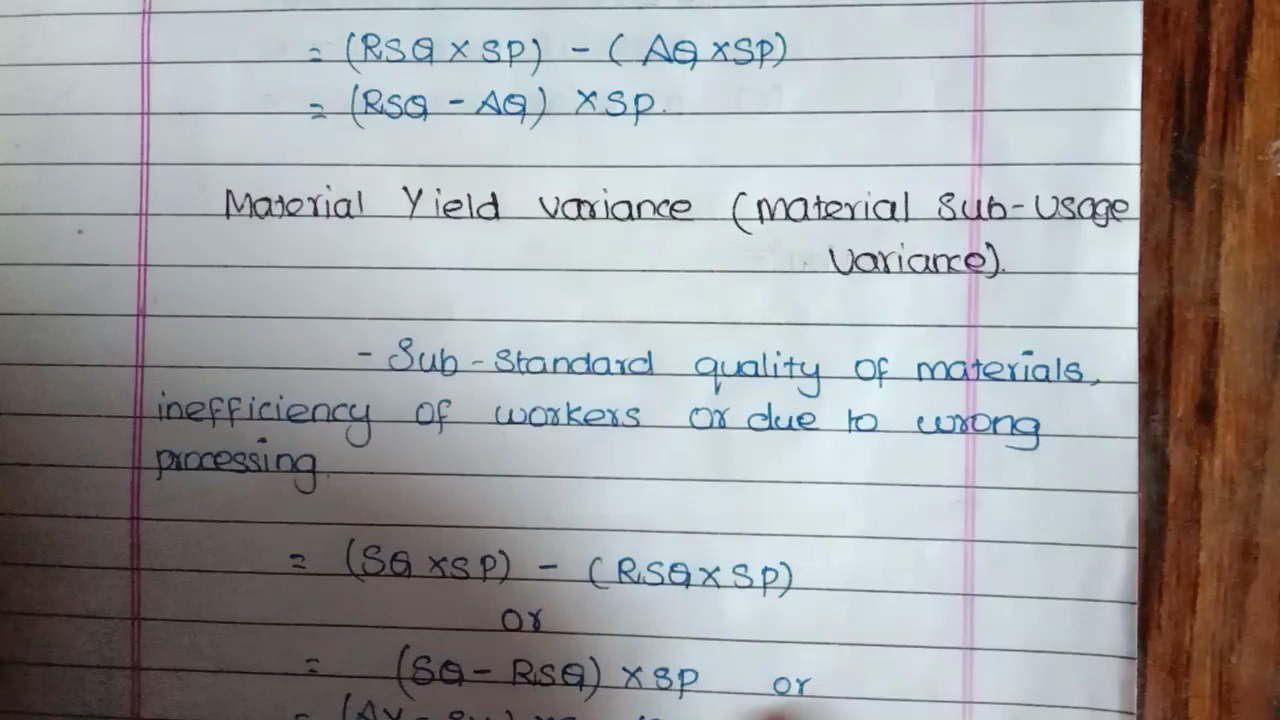 = (RSQ × SP) - (AQ × SP)
= (RSQ - AQ) × SP.
Material Yield Variance (Material Sub-Usage
Variance).
- Sub-Standard quality of materials,
inefficiency of workers or due to wrong
processing.
= (SQ × SP) - (RSQ × SP)
or
= (SQ - RSQ) × SP or